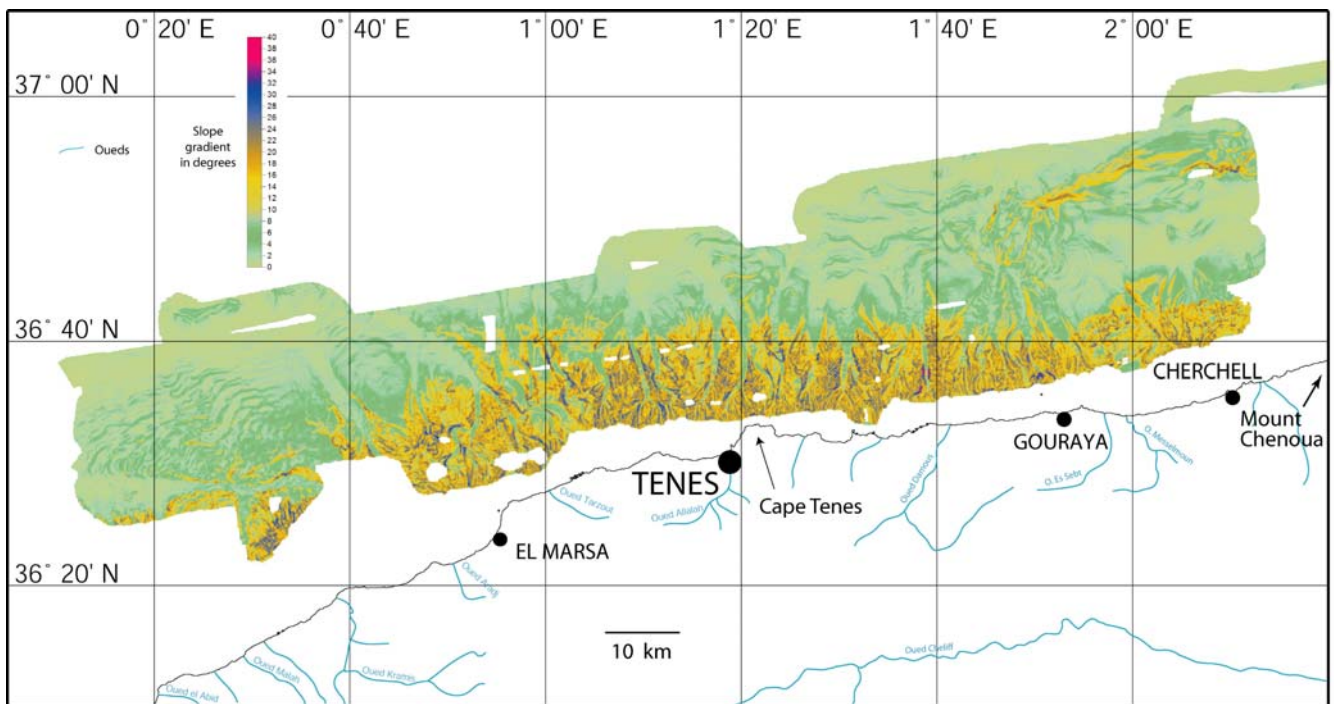 0° 20' E
0° 40' E
1° 00' E
1° 20' E
1° 40' E
2° 00' E
37° 00' N
40
38
36
34
32
30
28
26
24
22
20
18
16
14
12
10
8
6
4
2
0
Slope
gradient
in degrees
Oueds
36° 40' N
CHERCHELL
Mount
Chenoua
GOURAYA
O. Messelmoun
O. Es Sebt
Oued Damous
TENES
Cape Tenes
Oued Allalah
Oued Tarzout
EL MARSA
36° 20' N
Oued Aradj
10 km
Oued Cheliff
Oued Kramis
Oued Malah
Oued el Abid